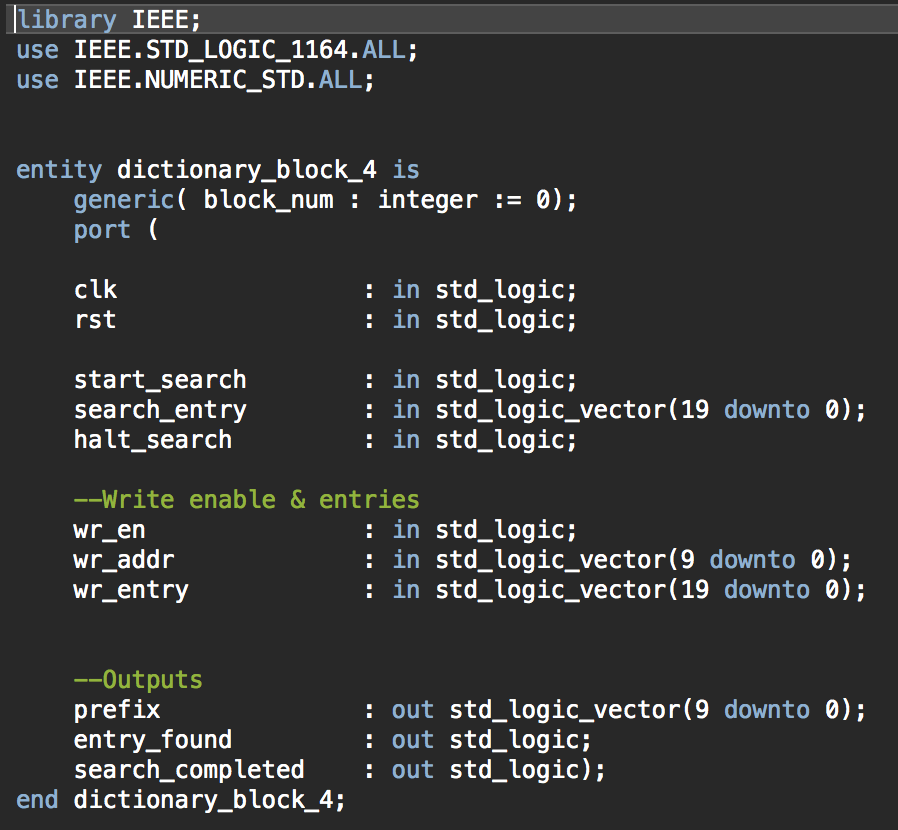 library IEEE;
use IEEE.STD_LOGIC_1164.ALL;
use IEEE.NUMERIC_STD.ALL;
entity dictionary_block_4 is
generic( block_num : integer := 0);
port (
clk : in std_logic;
rst : in std_logic;
start_search : in std_logic;
search_entry : in std_logic_vector(19 downto 0);
halt_search : in std_logic;
--Write enable & entries
wr_en : in std_logic;
wr_addr : in std_logic_vector(9 downto 0);
wr_entry : in std_logic_vector(19 downto 0);
--Outputs
prefix : out std_logic_vector(9 downto 0);
entry_found : out std_logic;
search_completed : out std_logic);
end dictionary_block_4;